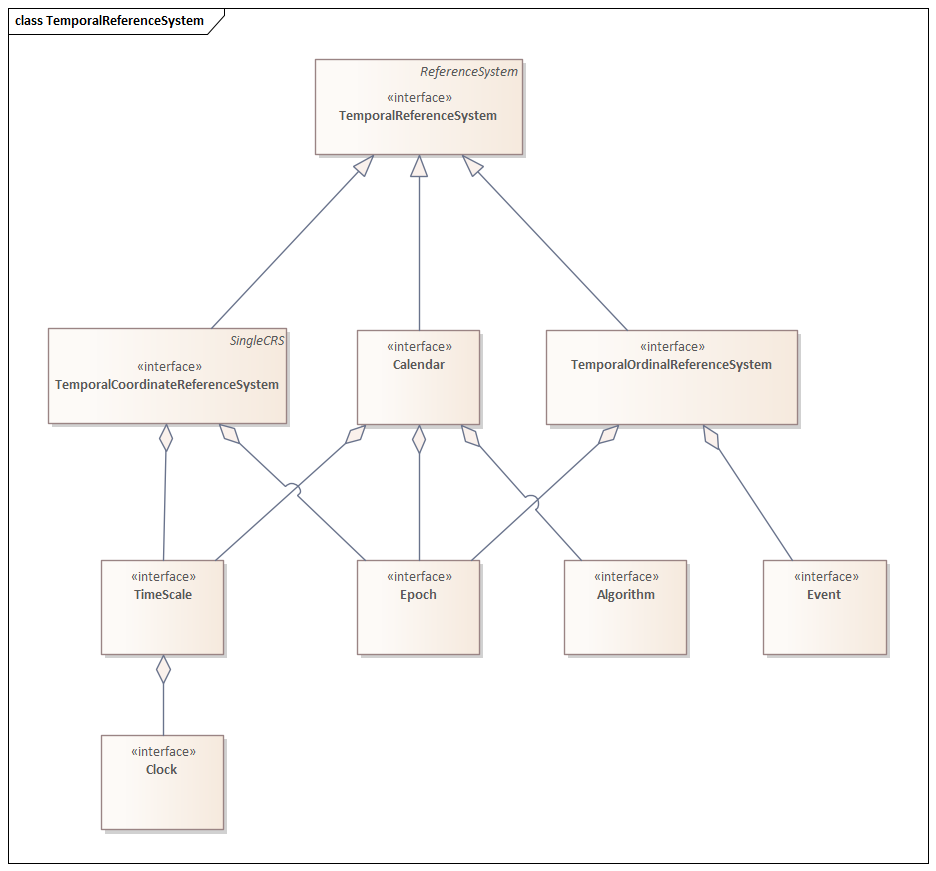 class TemporalReferenceSystem
ReferenceSystem
«interface»
TemporalReferenceSystem
SingleCRS
«interface»
TemporalCoordinateReferenceSystem
«interface»
Calendar
«interface»
TemporalOrdinalReferenceSystem
«interface»
TimeScale
«interface»
Epoch
«interface»
Algorithm
«interface»
Event
«interface»
Clock